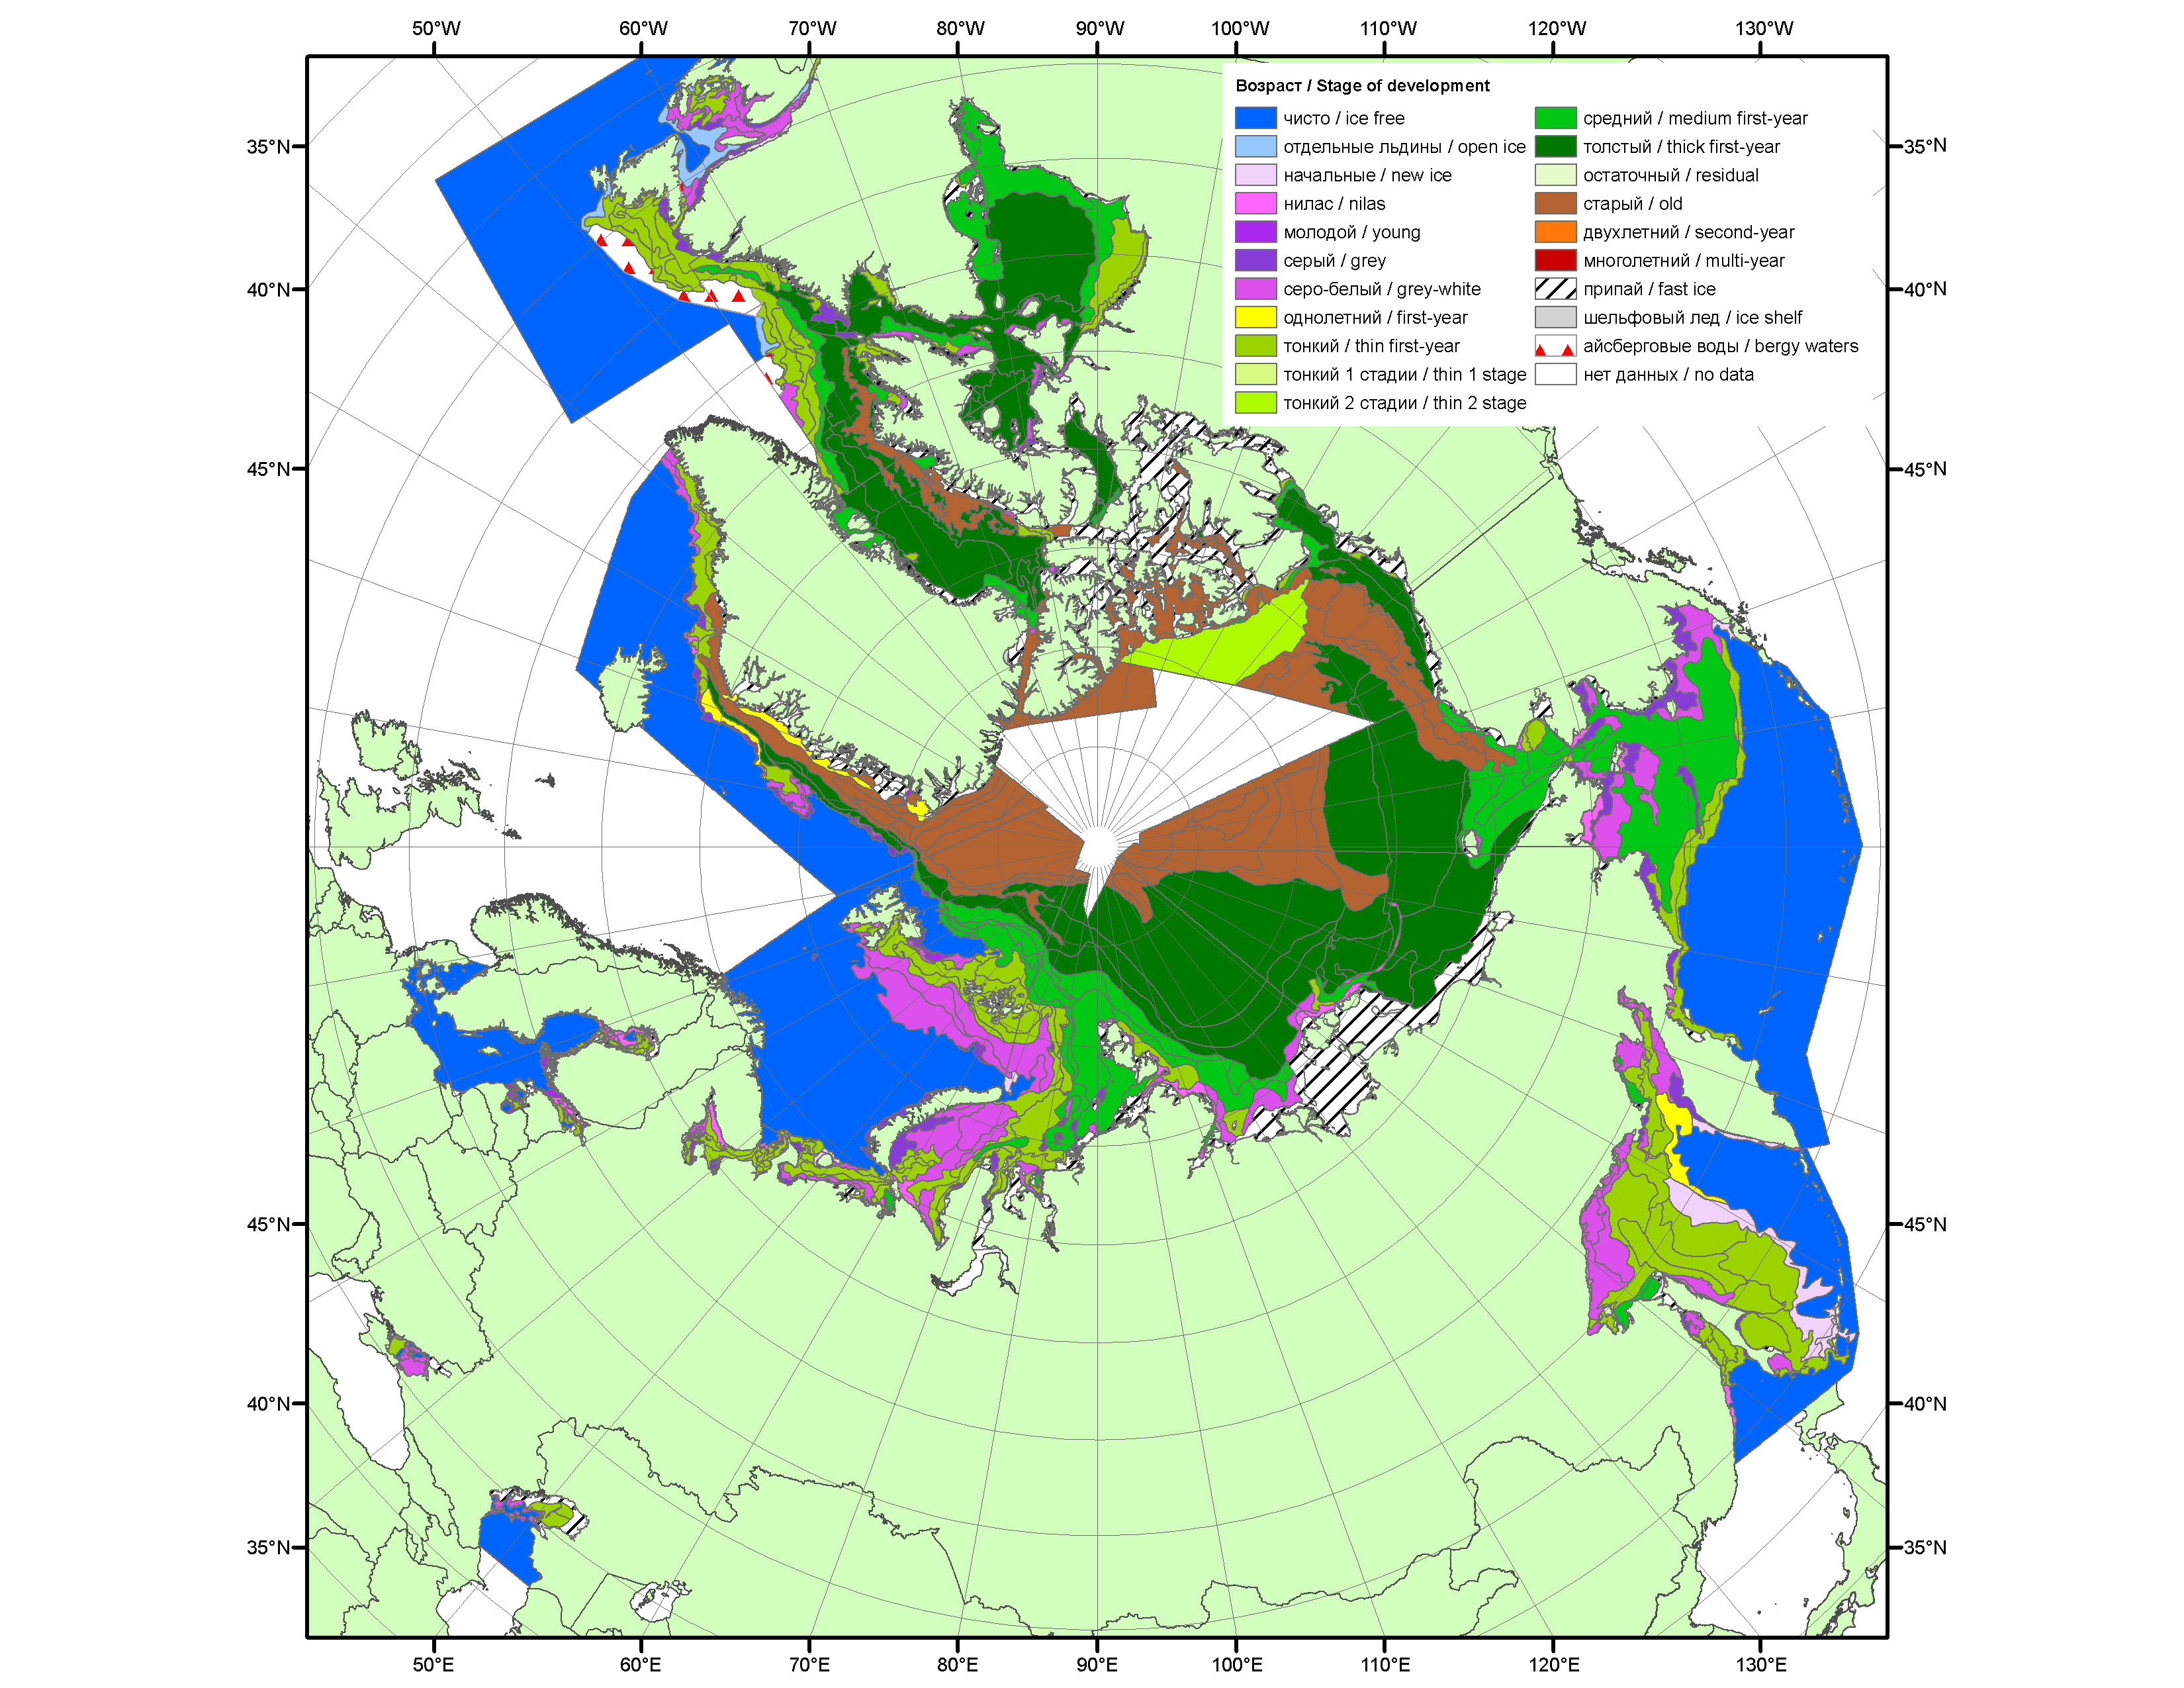 50°W 60°W 70°W 80°W 90°W 100°W 110°W 120°W 130°W
Возраст / Stage of development
чисто / ice free
отдельные льдины / open ice
начальные / new ice
нилас / nilas
молодой / young
серый / grey
серо-белый / grey-white
однолетний / first-year
тонкий / thin first-year
тонкий 1 стадии / thin 1 stage
тонкий 2 стадии / thin 2 stage
средний / medium first-year
толстый / thick first-year
остаточный / residual
старый / old
двухлетний / second-year
многолетний / multi-year
припай / fast ice
шельфовый лед / ice shelf
айсберговые воды / bergy waters
нет данных / no data
35°N 35°N
40°N 40°N
45°N 45°N
45°N 45°N
40°N 40°N
35°N 35°N
50°E 60°E 70°E 80°E 90°E 100°E 110°E 120°E 130°E